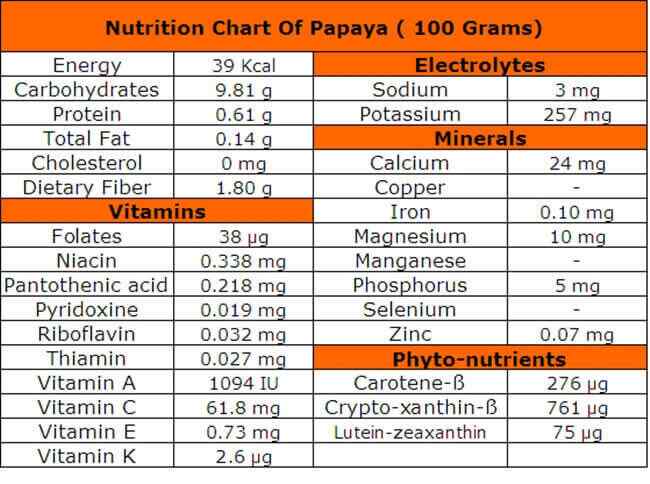 Nutrition Chart Of Papaya ( 100 Grams)
Energy 39 Kcal Electrolytes
Carbohydrates 9.81 g Sodium 3 mg
Protein 0.61 g Potassium 257 mg
Total Fat 0.14 g Minerals
Cholesterol 0 mg Calcium 24 mg
Dietary Fiber 1.80 g Copper -
Vitamins Iron 0.10 mg
Folates 38 µg Magnesium 10 mg
Niacin 0.338 mg Manganese -
Pantothenic acid 0.218 mg Phosphorus 5 mg
Pyridoxine 0.019 mg Selenium -
Riboflavin 0.032 mg Zinc 0.07 mg
Thiamin 0.027 mg Phyto-nutrients
Vitamin A 1094 IU Carotene-ß 276 µg
Vitamin C 61.8 mg Crypto-xanthin-ß 761 µg
Vitamin E 0.73 mg Lutein-zeaxanthin 75 µg
Vitamin K 2.6 µg